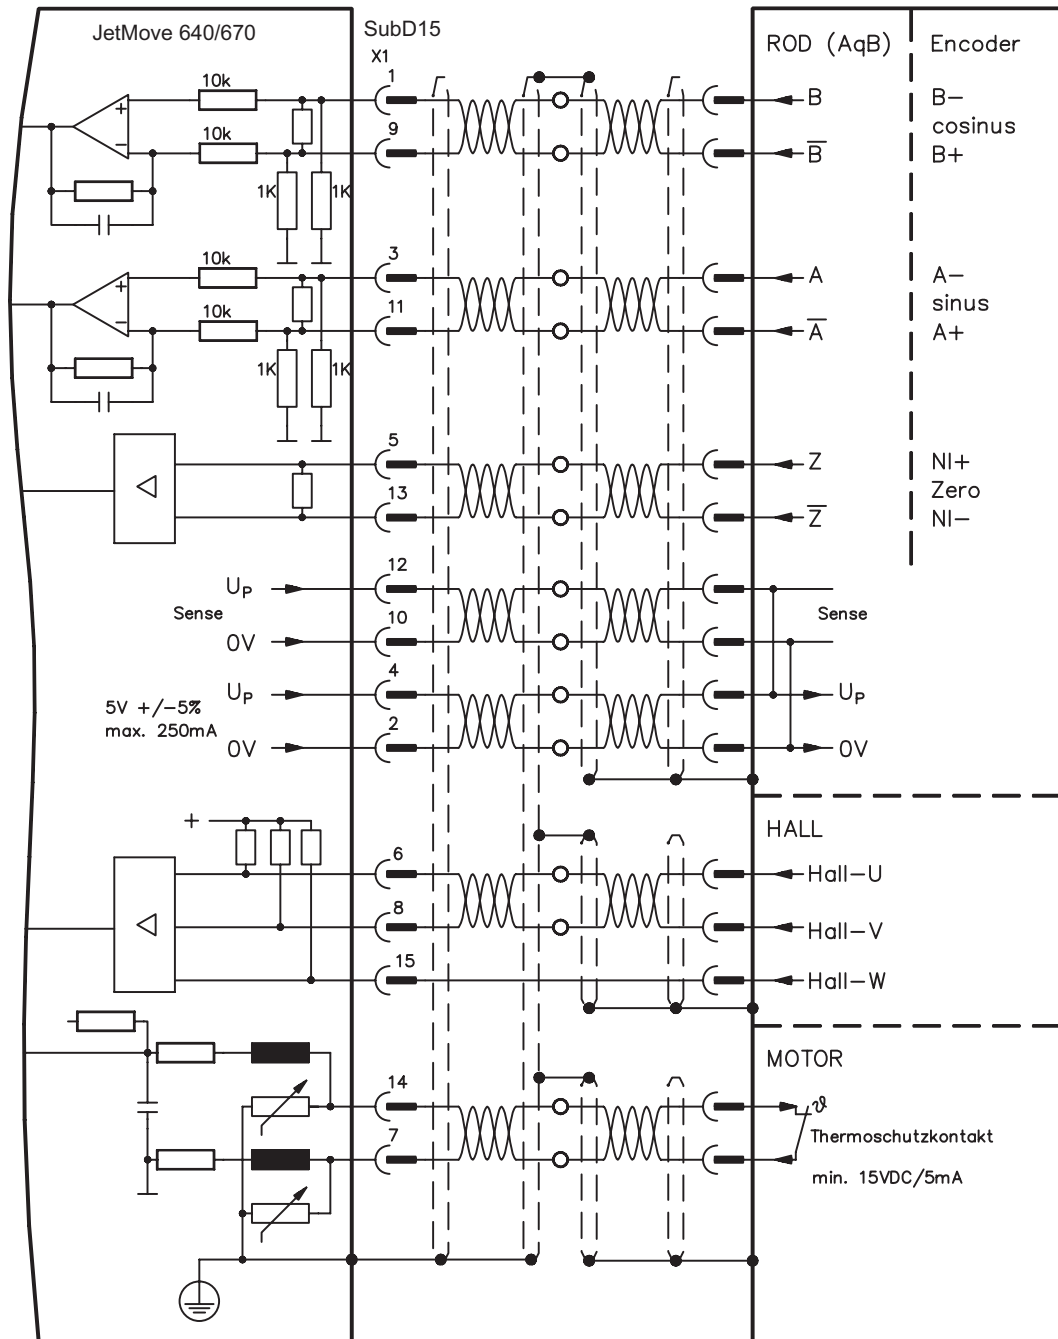 JetMove 640/670
SubD15
X1
ROD (AqB)
Encoder
10k
1
B
B−
cosinus
+
10k
9
B̅
B+
−
1K
1K
10k
3
A
A−
sinus
+
10k
11
A̅
A+
−
1K
1K
5
Z
NI+
Zero
13
Z̅
NI−
UP
12
Sense
Sense
0V
10
UP
4
UP
5V +/−5%
max. 250mA
0V
2
0V
+
HALL
6
Hall−U
8
Hall−V
15
Hall−W
MOTOR
14
ϑ
Thermoschutzkontakt
7
min. 15VDC/5mA